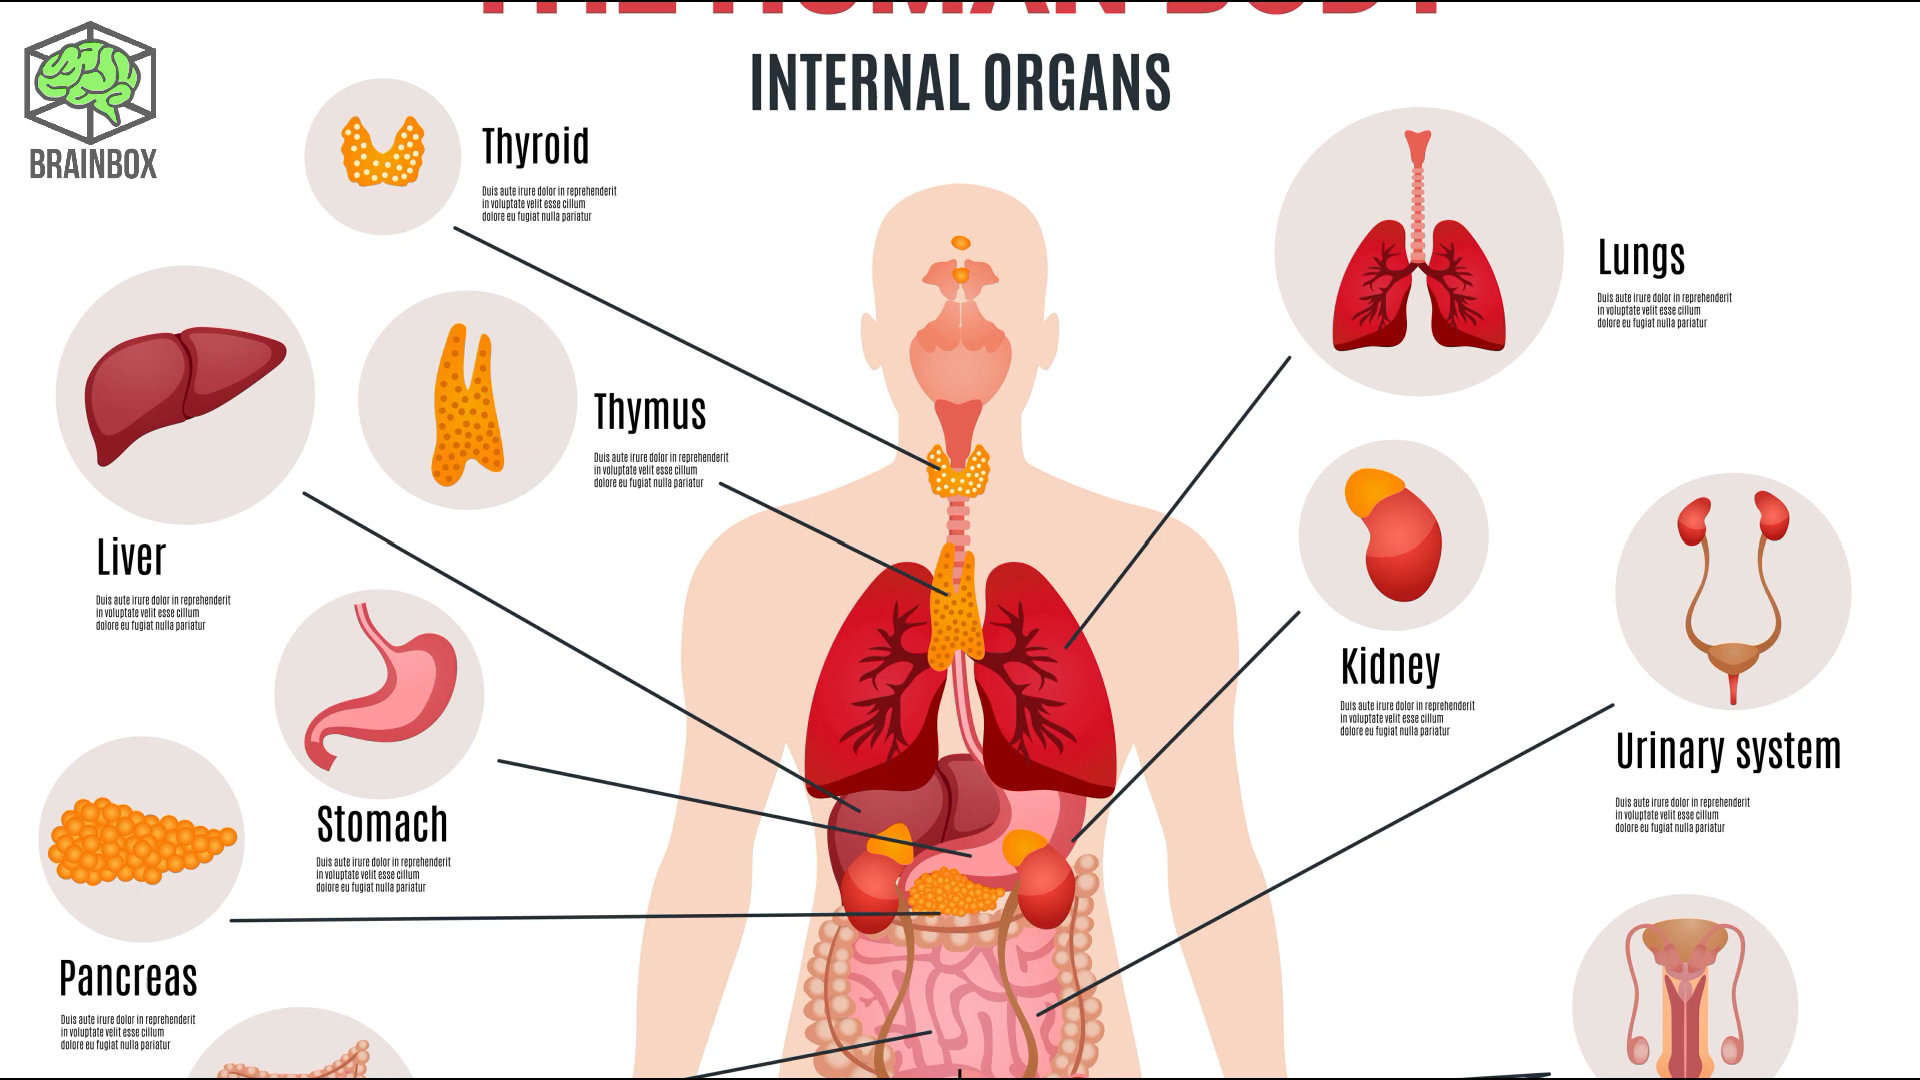 THE HUMAN BODY
INTERNAL ORGANS
BRAINBOX
Thyroid
Duis aute irure dolor in reprehenderit
in voluptate velit esse cillum
dolore eu fugiat nulla pariatur
Lungs
Duis aute irure dolor in reprehenderit
in voluptate velit esse cillum
dolore eu fugiat nulla pariatur
Thymus
Duis aute irure dolor in reprehenderit
in voluptate velit esse cillum
dolore eu fugiat nulla pariatur
Liver
Duis aute irure dolor in reprehenderit
in voluptate velit esse cillum
dolore eu fugiat nulla pariatur
Kidney
Duis aute irure dolor in reprehenderit
in voluptate velit esse cillum
dolore eu fugiat nulla pariatur
Urinary system
Duis aute irure dolor in reprehenderit
in voluptate velit esse cillum
dolore eu fugiat nulla pariatur
Stomach
Duis aute irure dolor in reprehenderit
in voluptate velit esse cillum
dolore eu fugiat nulla pariatur
Pancreas
Duis aute irure dolor in reprehenderit
in voluptate velit esse cillum
dolore eu fugiat nulla pariatur